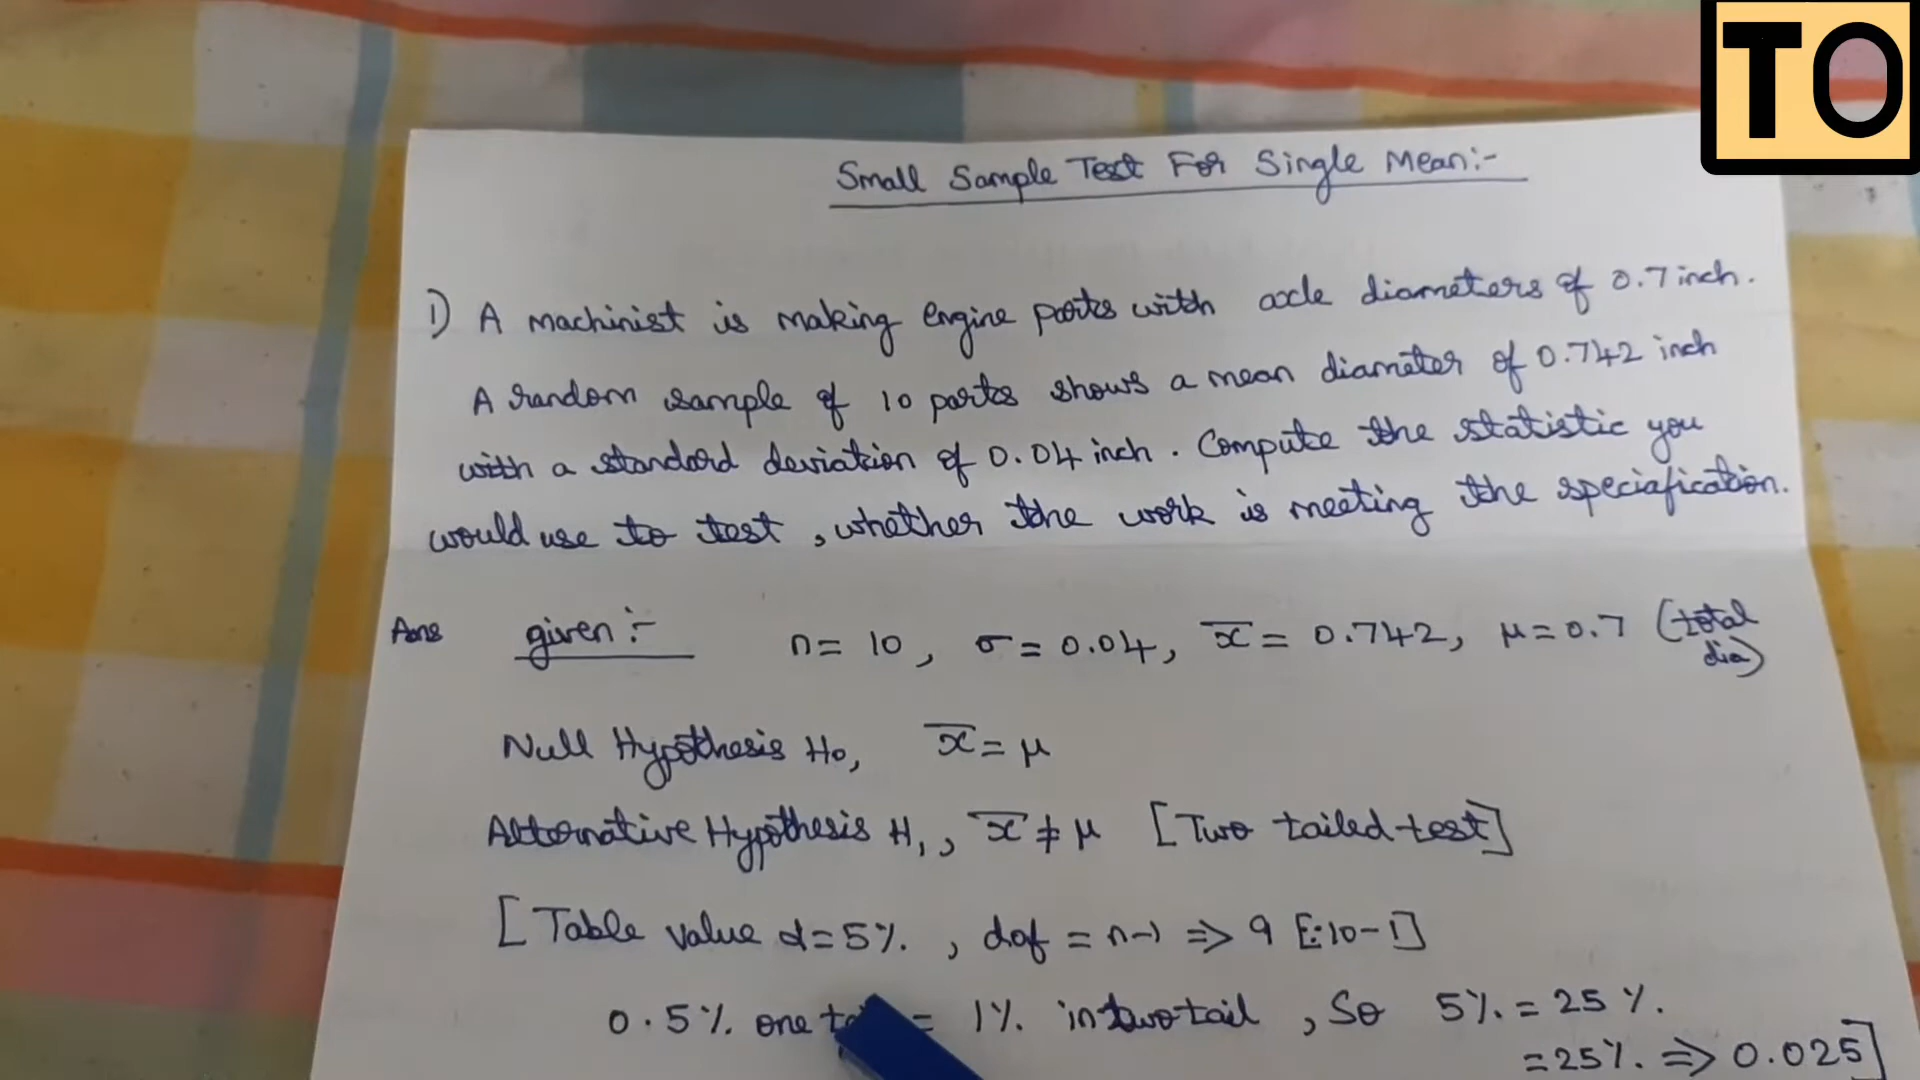 TO
Small Sample Test For Single Mean:-
1) A machinist is making engine parts with axle diameters of 0.7 inch.
A random sample of 10 parts shows a mean diameter of 0.742 inch
with a standard deviation of 0.04 inch. Compute the statistic you
would use to test, whether the work is meeting the speciafication.
Ans given:- n = 10, σ = 0.04, x̄ = 0.742, μ = 0.7 (total dia)
Null Hypothesis H₀, x̄ = μ
Alternative Hypothesis H₁, x̄ ≠ μ [Two tailed-test]
[Table value α = 5%, dof = n-1 => 9 [∵10-1]
0.5% one = 1% in two tail, So 5% = 25%.
= 25% => 0.025]